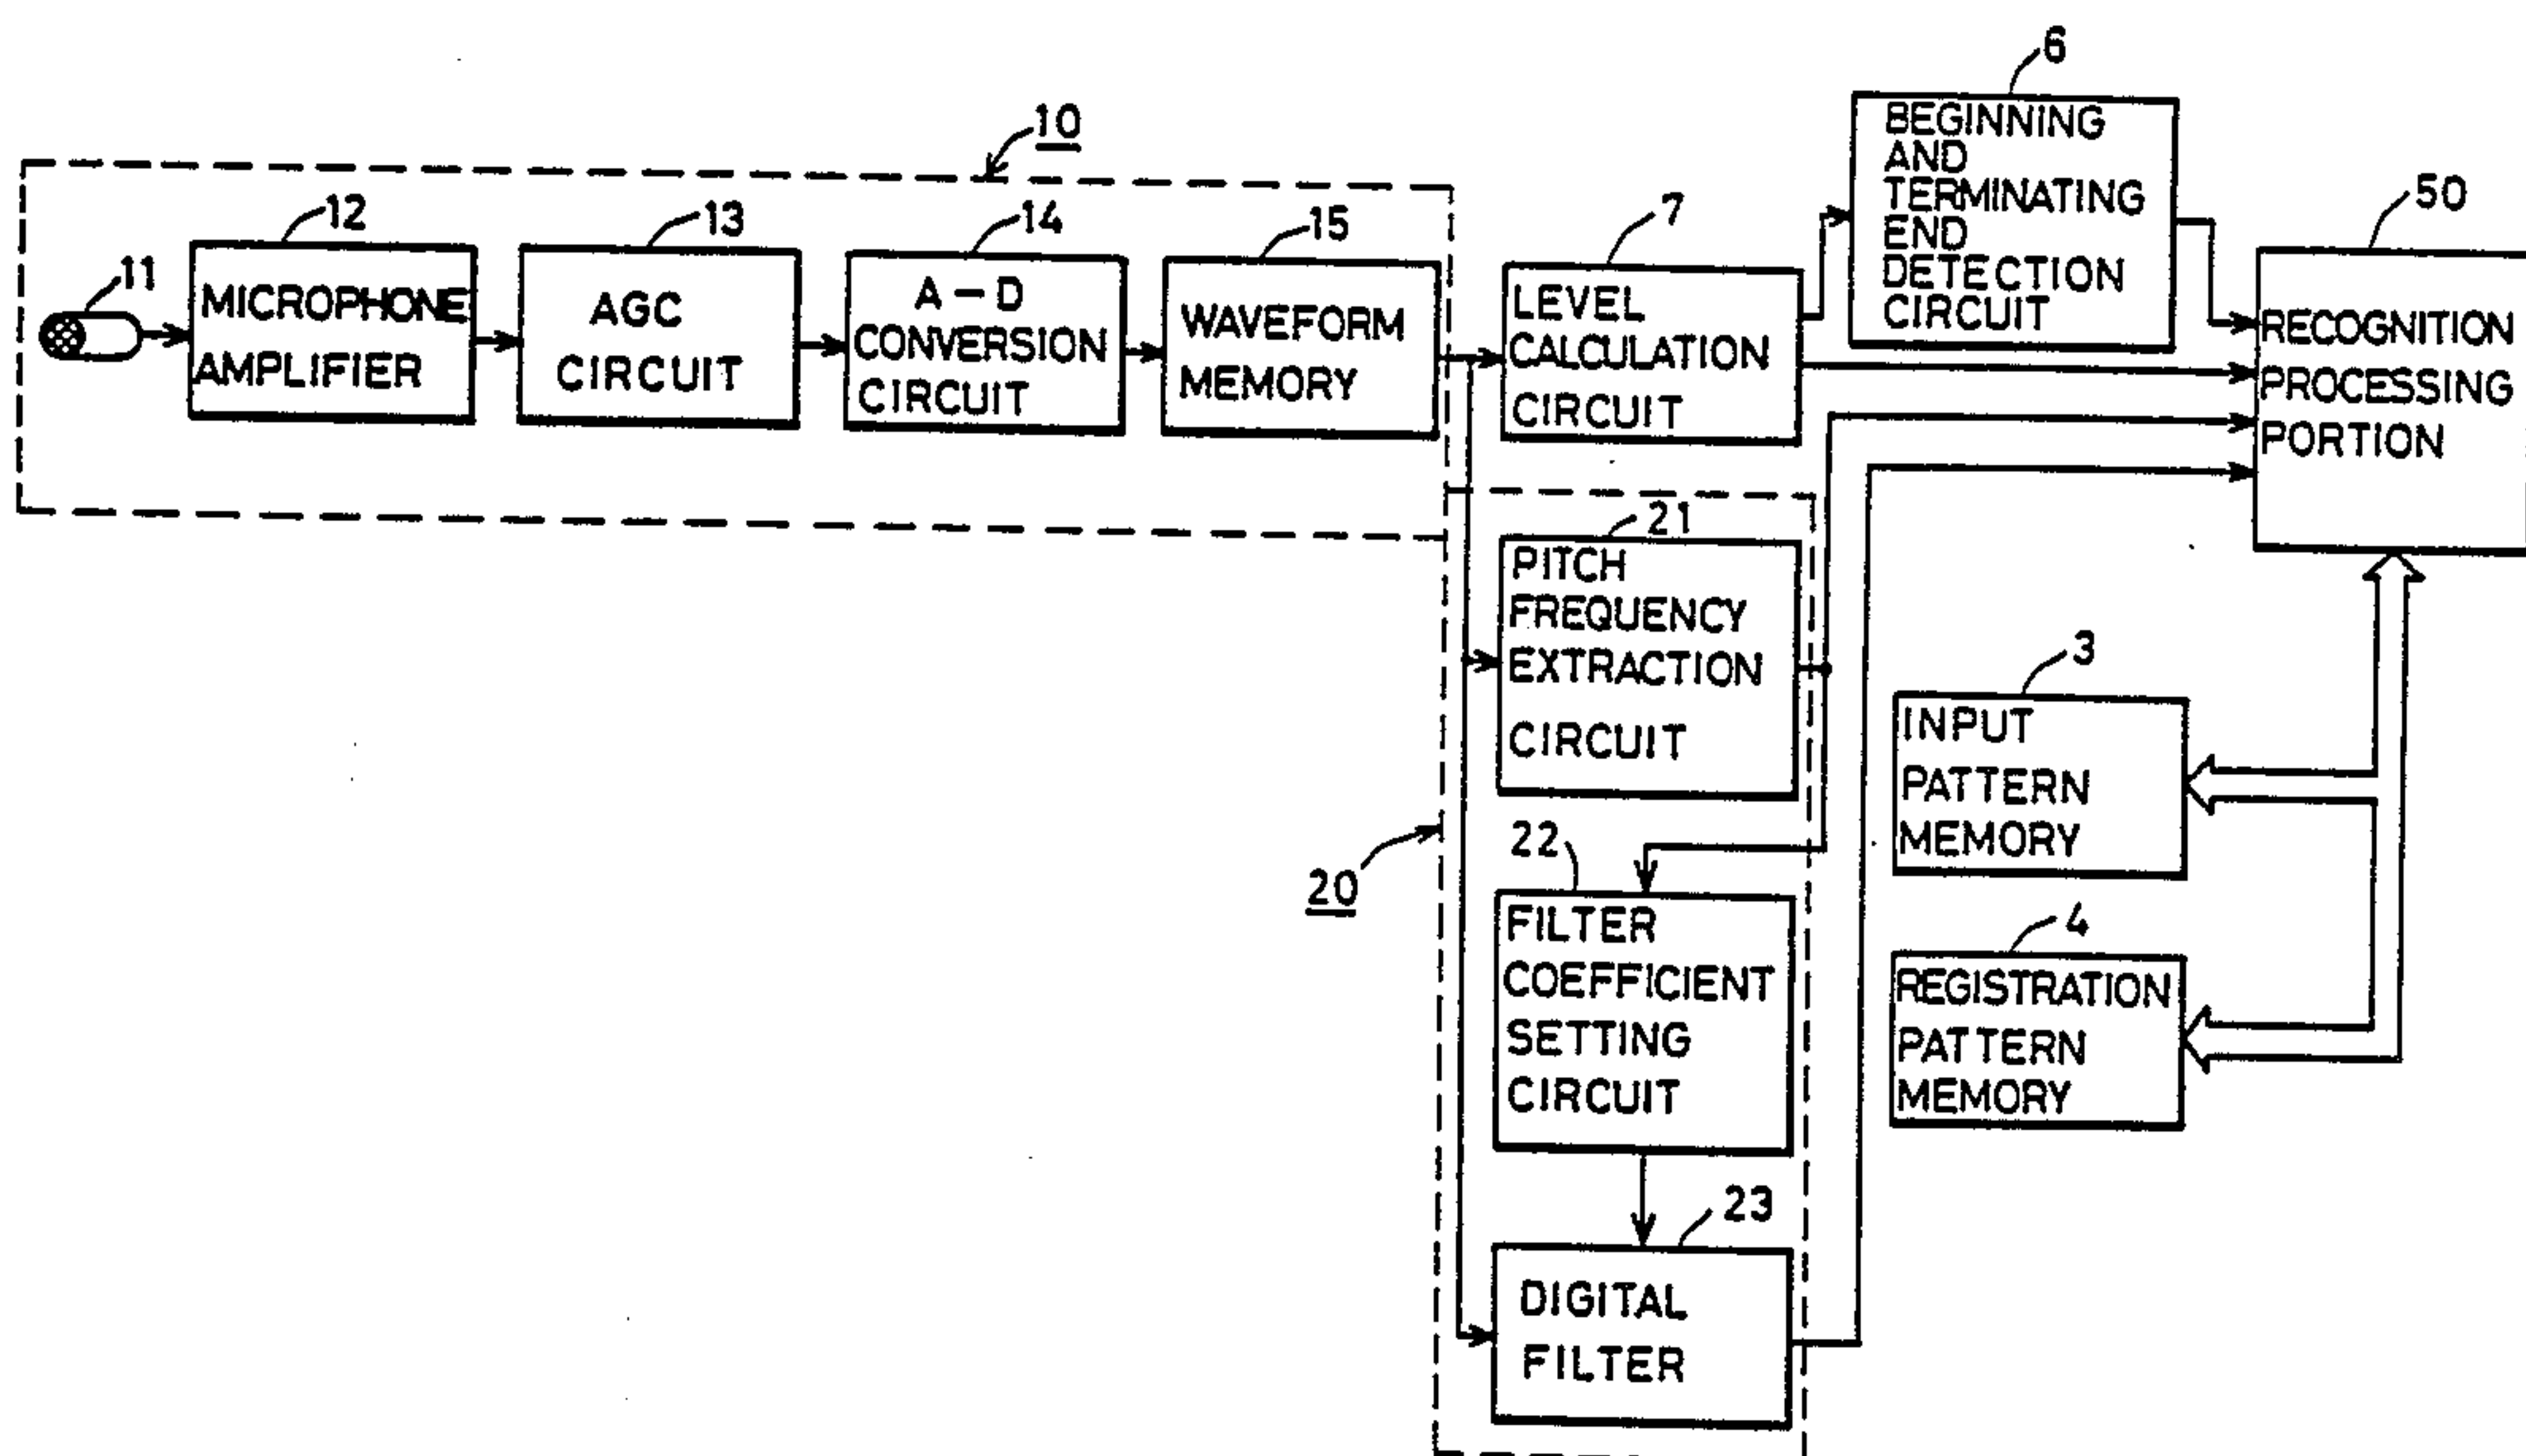 10
11
12
MICROPHONE
AMPLIFIER
13
AGC
CIRCUIT
14
A-D
CONVERSION
CIRCUIT
15
WAVEFORM
MEMORY
7
LEVEL
CALCULATION
CIRCUIT
6
BEGINNING
AND
TERMINATING
END
DETECTION
CIRCUIT
50
RECOGNITION
PROCESSING
PORTION
20
21
PITCH
FREQUENCY
EXTRACTION
CIRCUIT
22
FILTER
COEFFICIENT
SETTING
CIRCUIT
23
DIGITAL
FILTER
3
INPUT
PATTERN
MEMORY
4
REGISTRATION
PATTERN
MEMORY